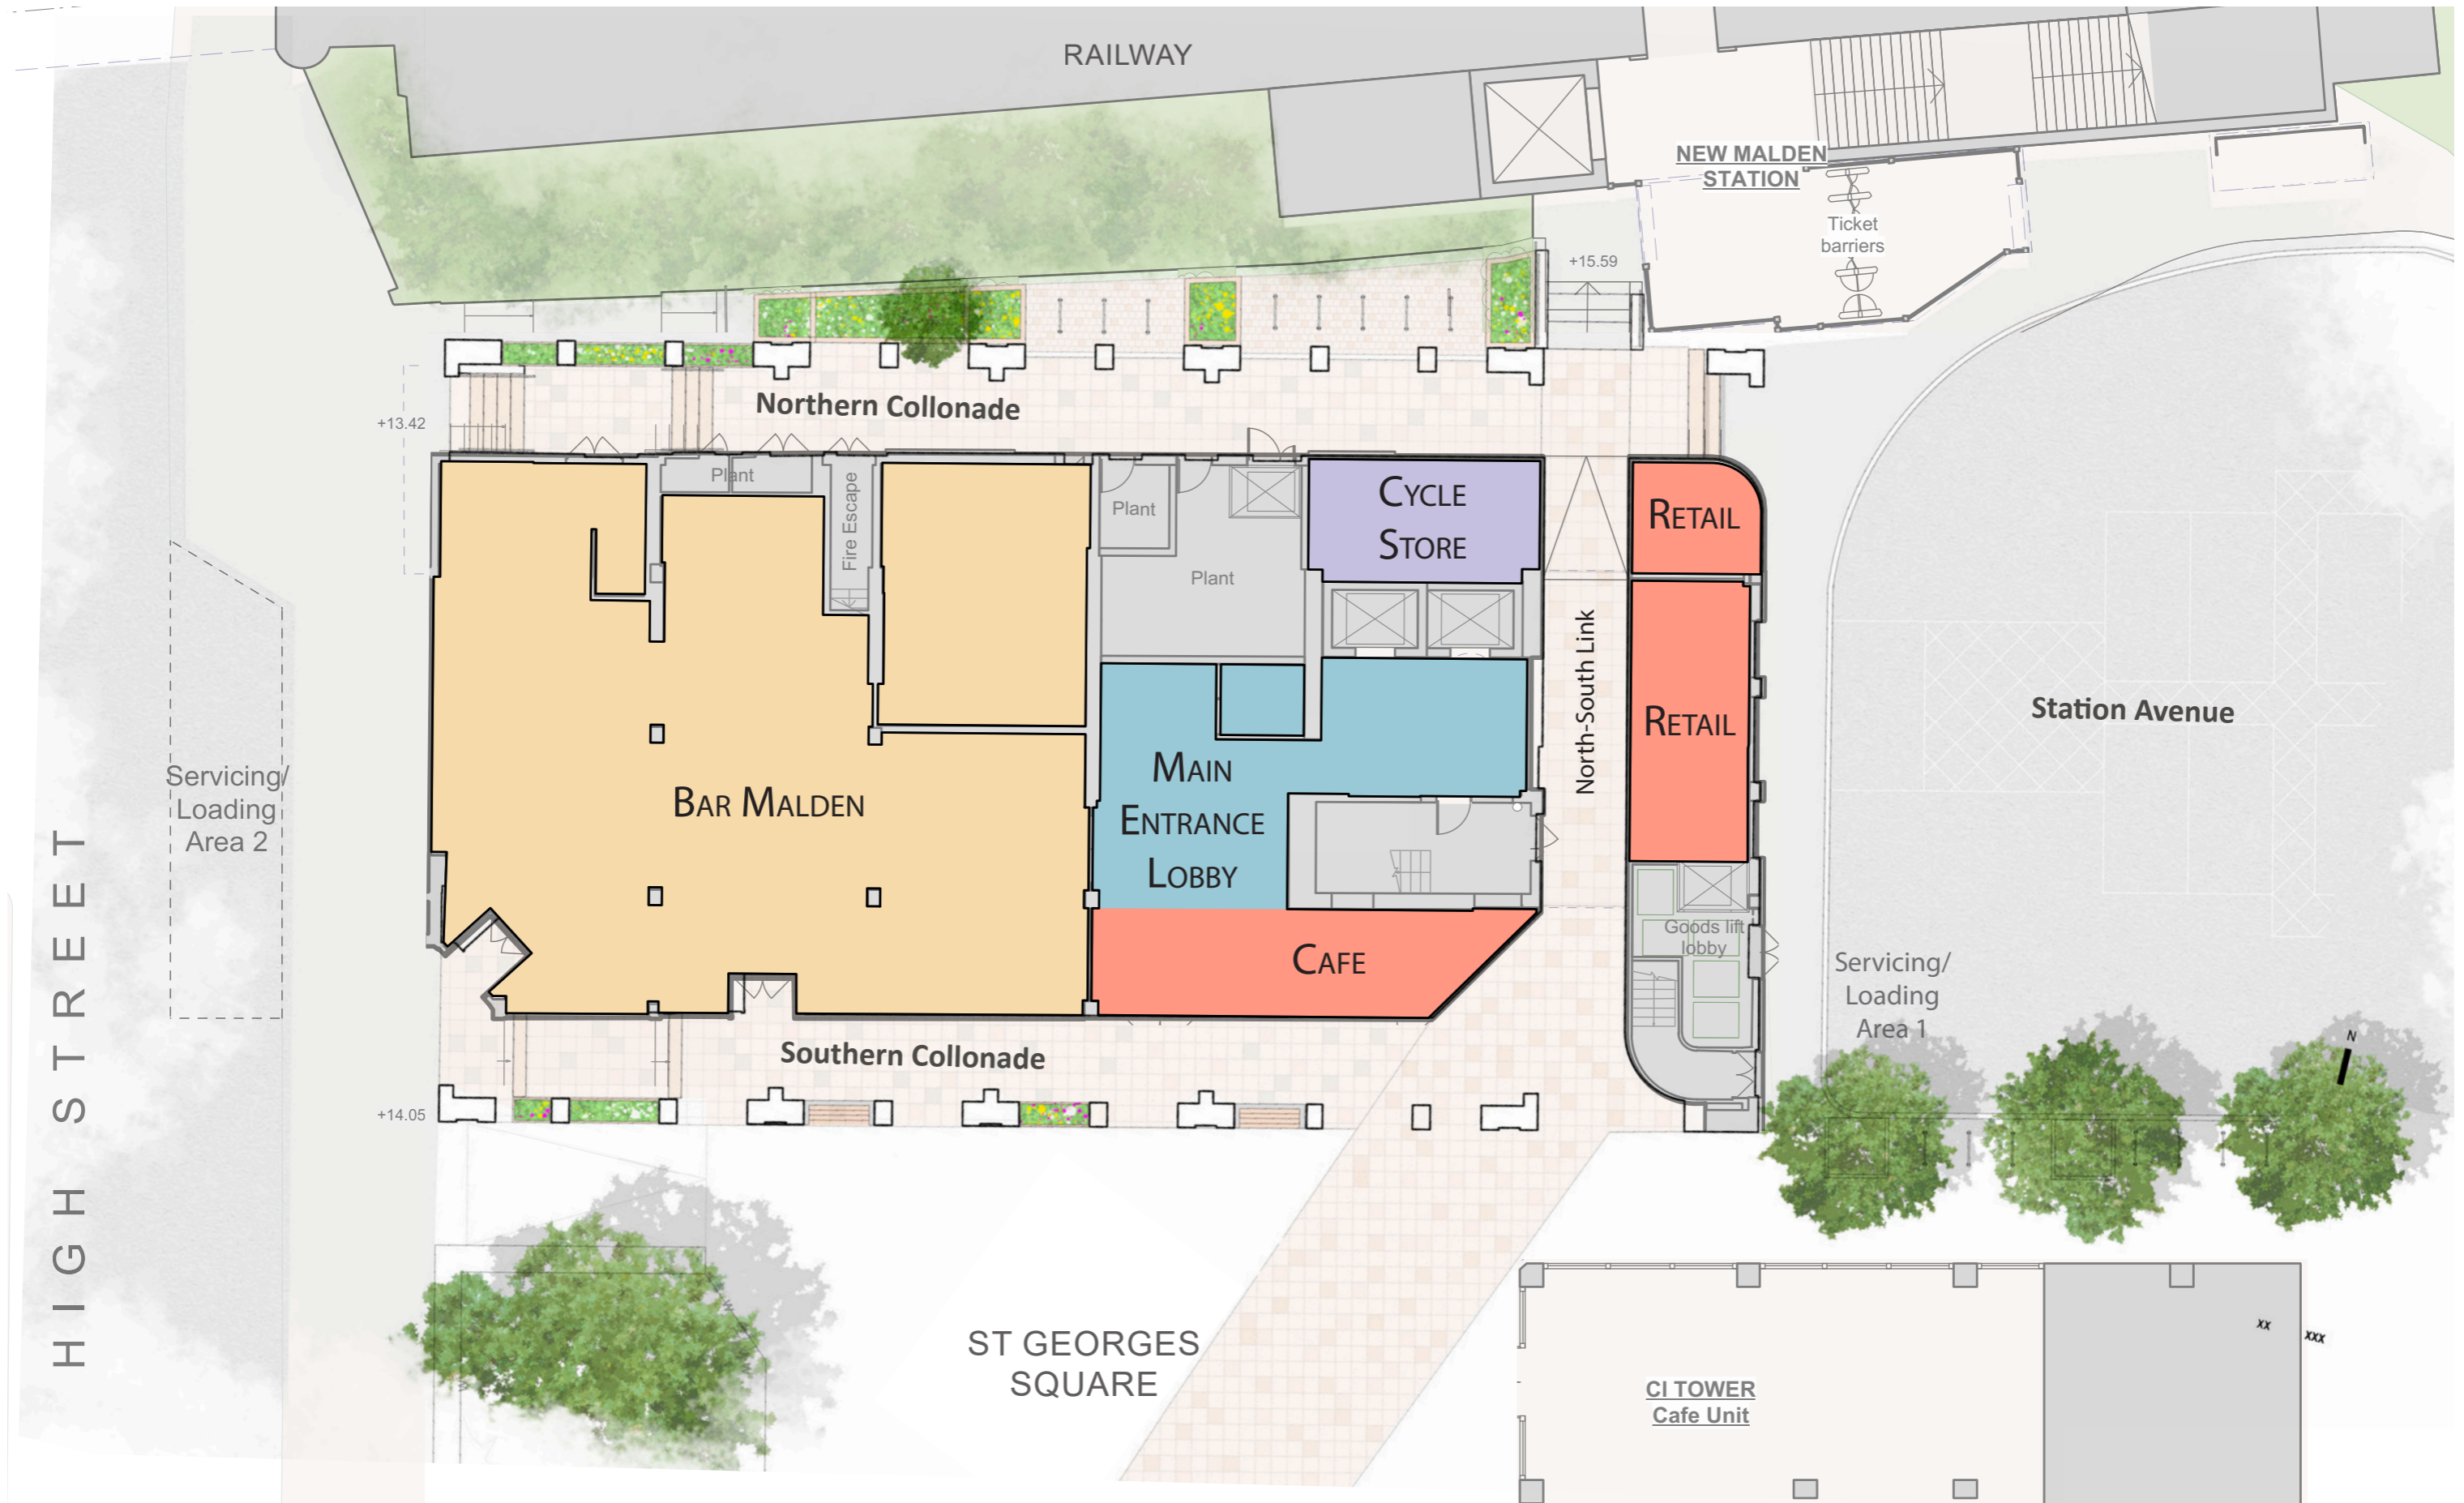 RAILWAY
NEW MALDEN
STATION
Ticket
barriers
+15.59
Northern Collonade
+13.42
Plant
Fire Escape
Plant
Plant
CYCLE
STORE
RETAIL
North-South Link
RETAIL
Station Avenue
MAIN
ENTRANCE
LOBBY
BAR MALDEN
Servicing/
Loading
Area 2
HIGH STREET
CAFE
Goods lift
lobby
Servicing/
Loading
Area 1
N
Southern Collonade
+14.05
ST GEORGES
SQUARE
CI TOWER
Cafe Unit
xx
xxx